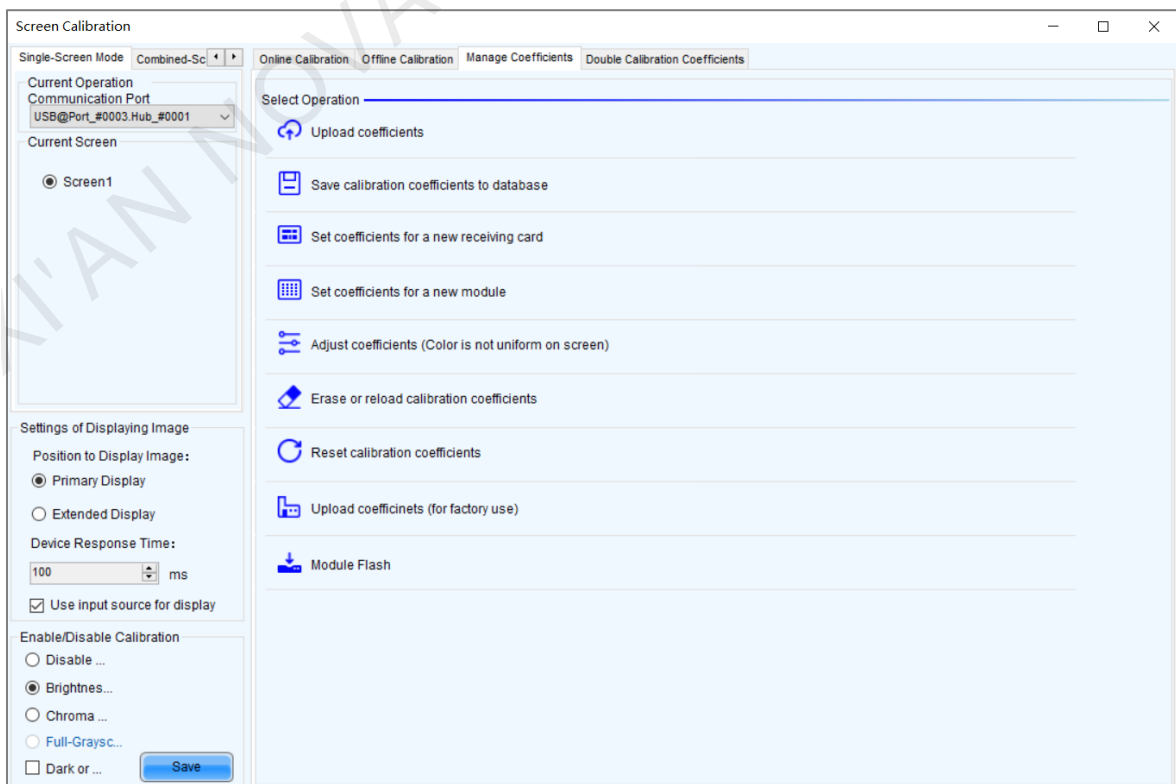 Screen Calibration
Single-Screen Mode
Combined-Sc
Online Calibration
Offline Calibration
Manage Coefficients
Double Calibration Coefficients
Current Operation
Communication Port
USB@Port_#0003.Hub_#0001
Current Screen
Screen1
Settings of Displaying Image
Position to Display Image:
Primary Display
Extended Display
Device Response Time:
100
ms
Use input source for display
Enable/Disable Calibration
Disable ...
Brightnes...
Chroma ...
Full-Graysc...
Dark or ...
Save
Select Operation
Upload coefficients
Save calibration coefficients to database
Set coefficients for a new receiving card
Set coefficients for a new module
Adjust coefficients (Color is not uniform on screen)
Erase or reload calibration coefficients
Reset calibration coefficients
Upload coefficinets (for factory use)
Module Flash
XI'AN NOVA